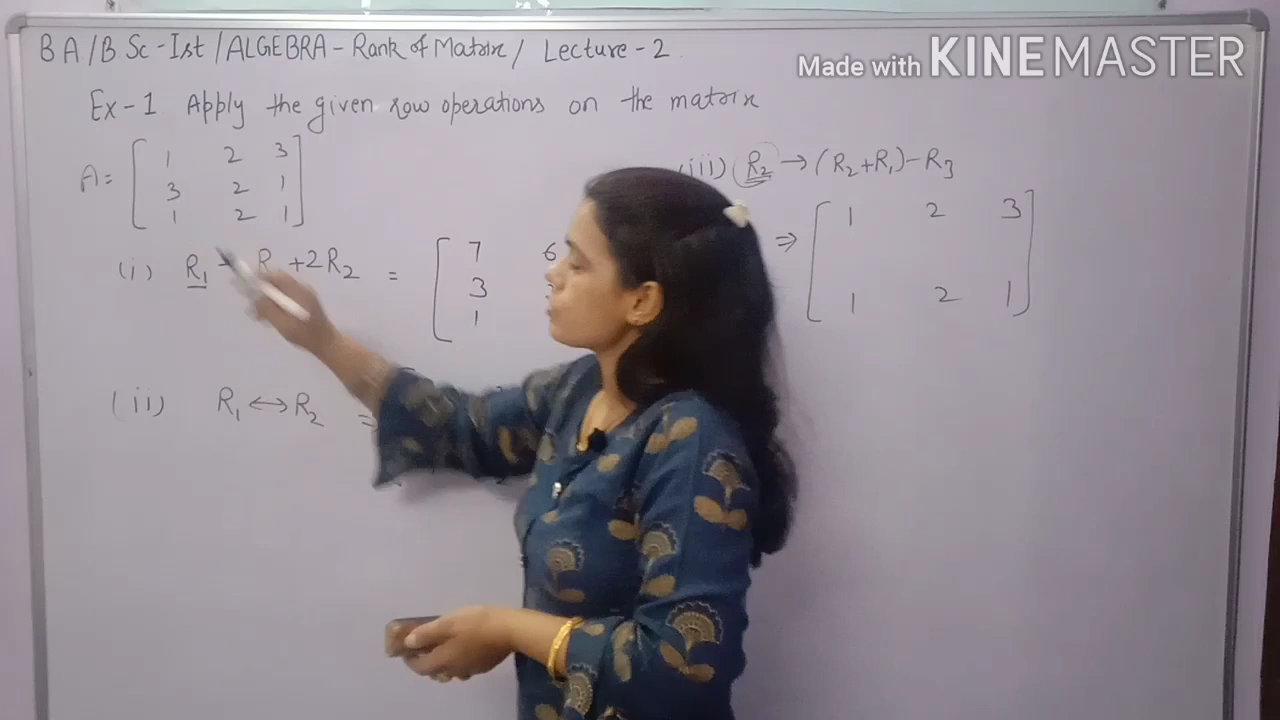 BA/B.Sc-Ist/ALGEBRA-Rank of Matrix/ Lecture-2
Made with KINEMASTER
Ex-1 Apply the given row operations on the matrix
A= [ 1 2 3
3 2 1
1 2 1 ]
(i) R1 R +2R2 = [ 7 6
3
1
(ii) R1 ↔ R2
(iii) R2 → (R2+R1)-R3
⇒ [ 1 2 3
1 2 1 ]